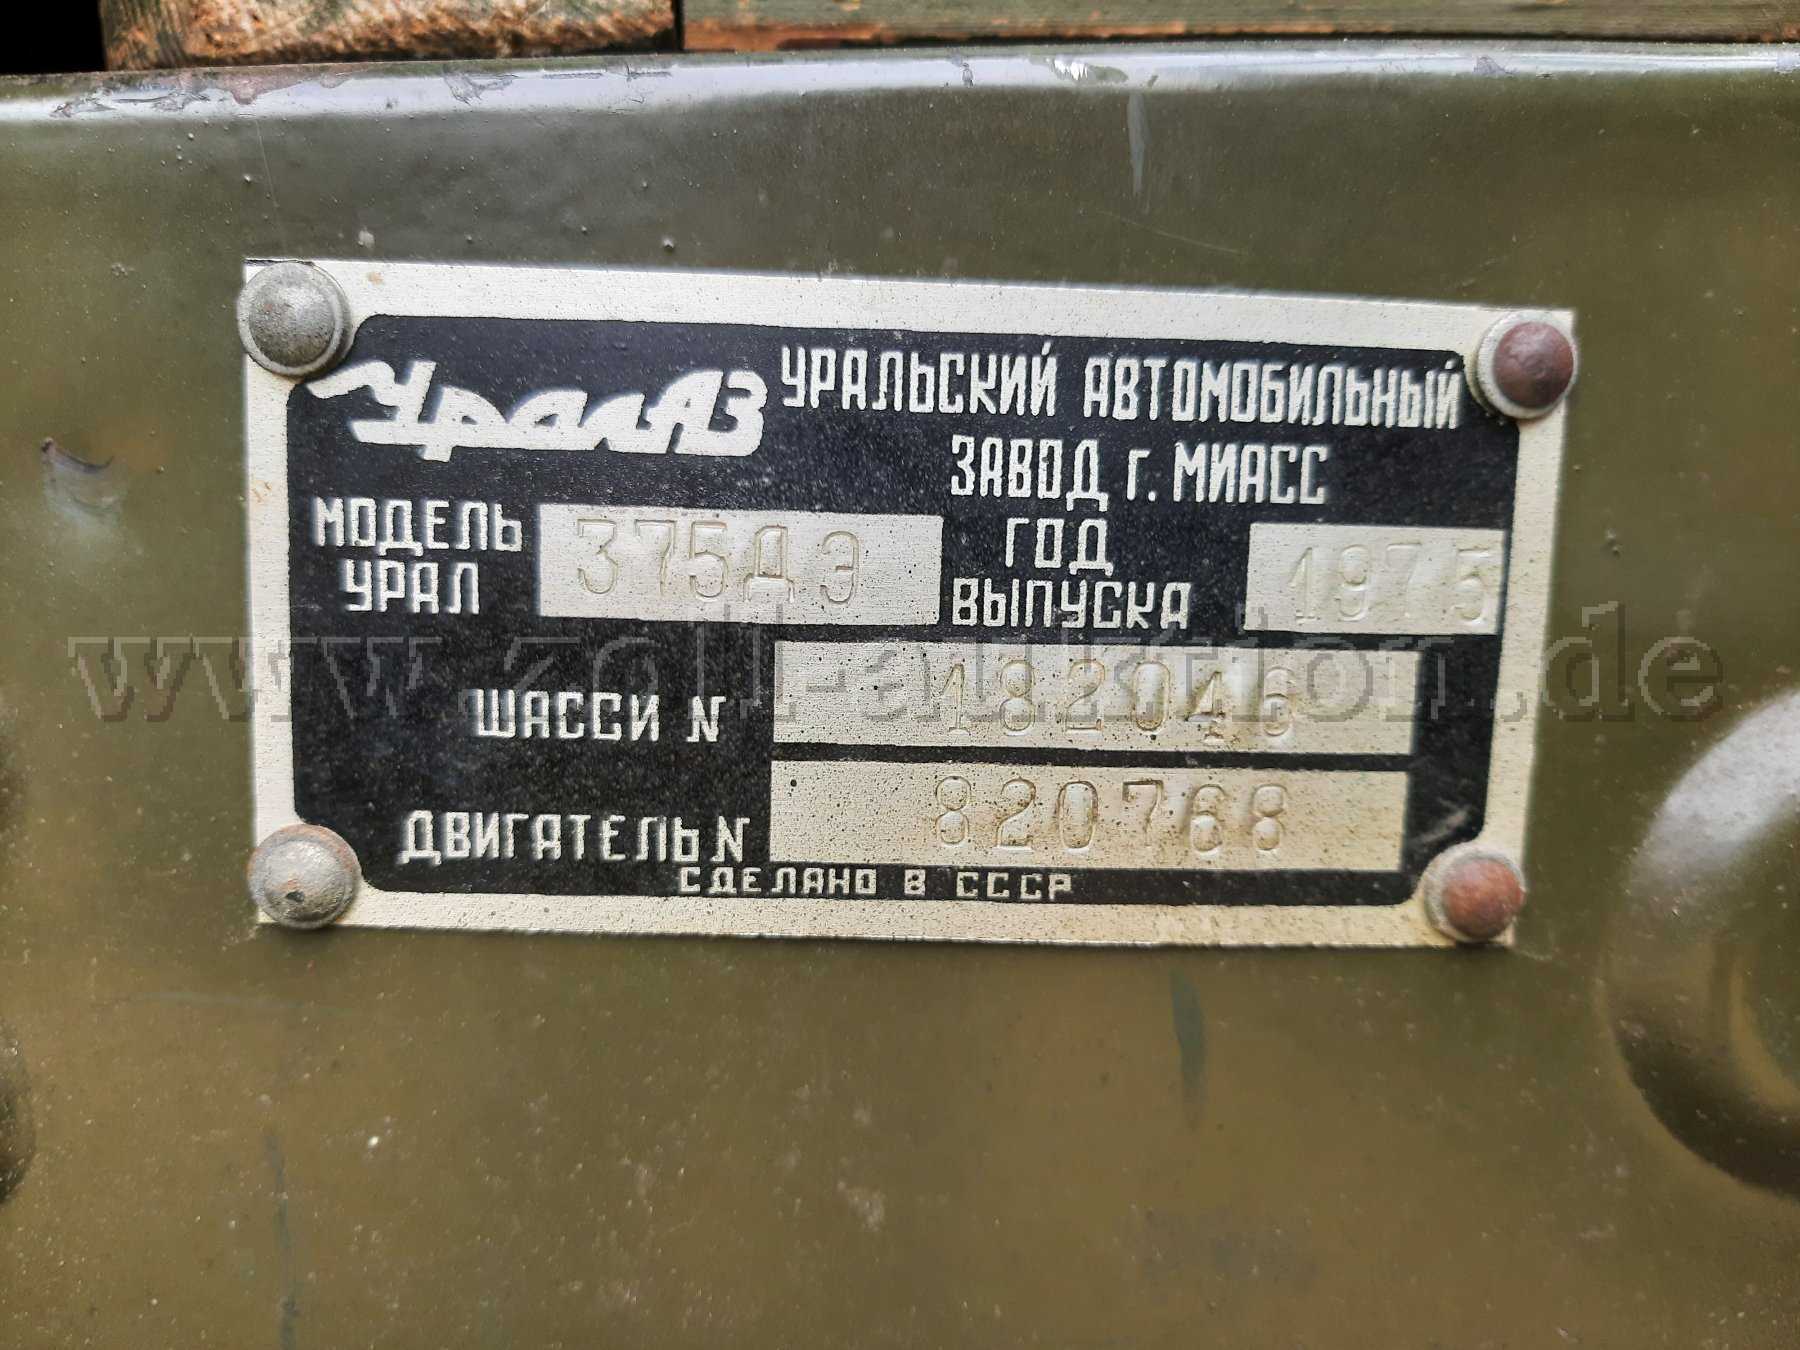 УралАЗ УРАЛЬСКИЙ АВТОМОБИЛЬНЫЙ
ЗАВОД г. МИАСС
МОДЕЛЬ УРАЛ 375ДЭ
ГОД ВЫПУСКА 1975
ШАССИ N 182046
ДВИГАТЕЛЬ N 820768
СДЕЛАНО В СССР
www.zoll-auktion.de